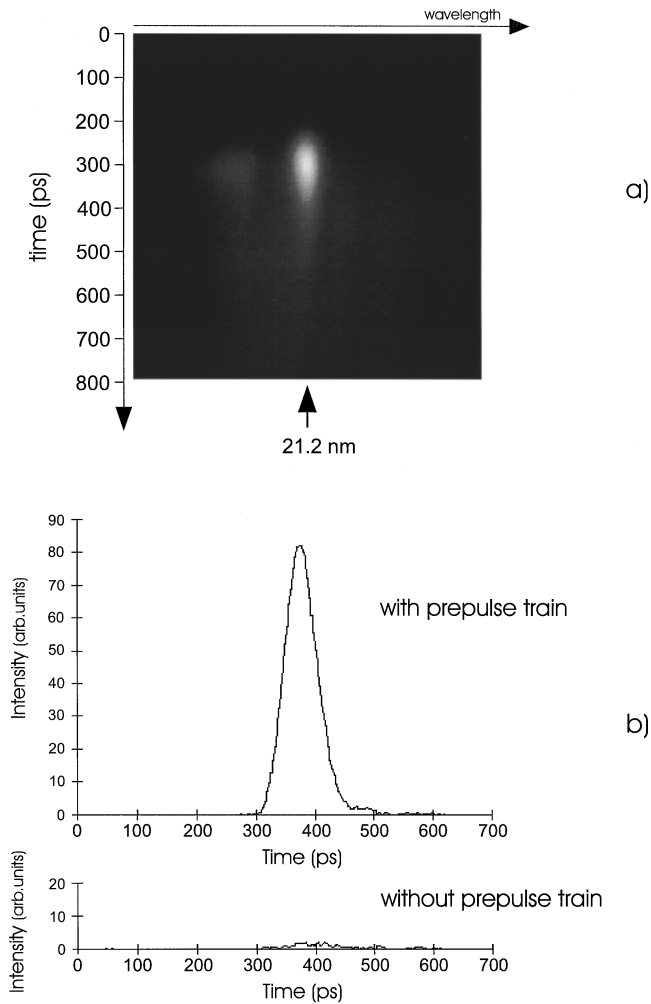 wavelength
0
100
200
300
400
500
600
700
800
time (ps)
a)
21.2 nm
90
80
70
60
50
40
30
20
10
0
Intensity (arb.units)
with prepulse train
b)
0 100 200 300 400 500 600 700
Time (ps)
20
10
0
Intensity (arb.units)
without prepulse train
0 100 200 300 400 500 600 700
Time (ps)